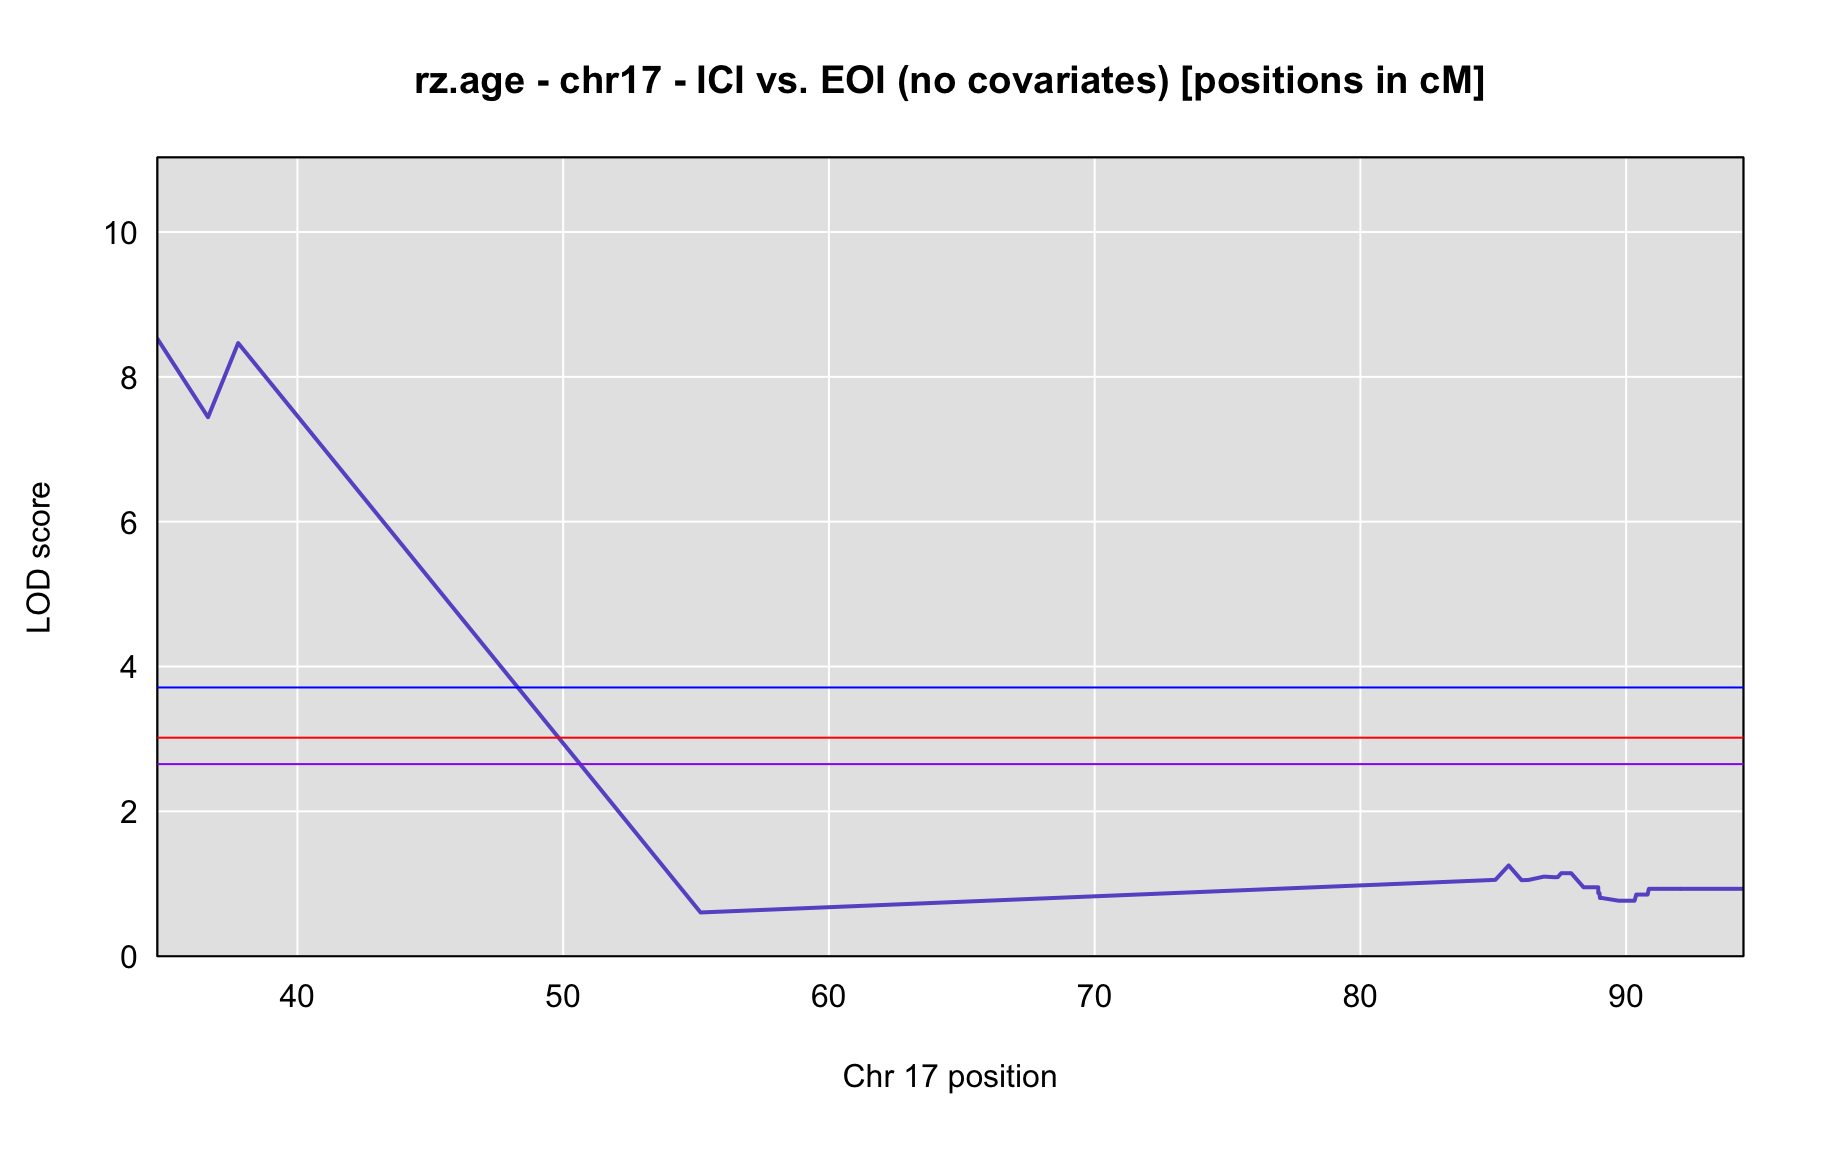 rz.age - chr17 - ICI vs. EOI (no covariates) [positions in cM]
10
8
6
4
2
0
LOD score
40 50 60 70 80 90
Chr 17 position